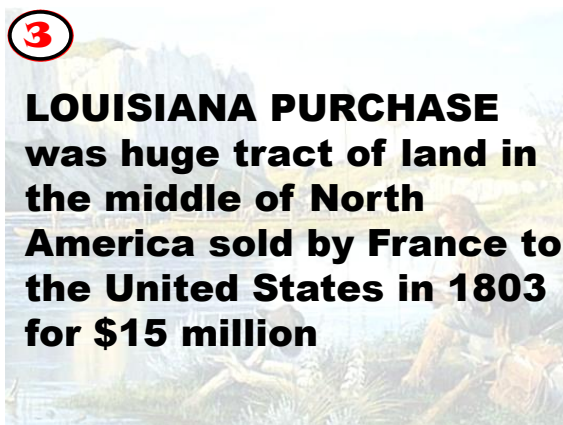 3
LOUISIANA PURCHASE
was huge tract of land in
the middle of North
America sold by France to
the United States in 1803
for $15 million